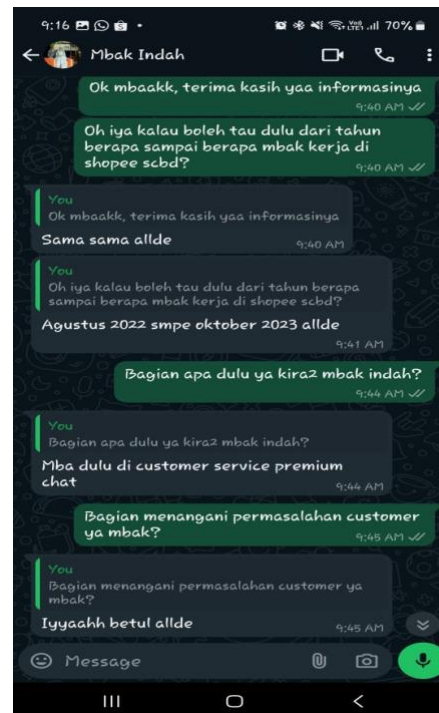 9:16
70%
Mbak Indah
Ok mbaakk, terima kasih yaa informasinya
9:40 AM
Oh iya kalau boleh tau dulu dari tahun
berapa sampai berapa mbak kerja di
shopee scbd?
9:40 AM
You
Ok mbaakk, terima kasih yaa informasinya
Sama sama allde
9:40 AM
You
Oh iya kalau boleh tau dulu dari tahun berapa
sampai berapa mbak kerja di shopee scbd?
Agustus 2022 smpe oktober 2023 allde
9:41 AM
Bagian apa dulu ya kira2 mbak indah?
9:44 AM
You
Bagian apa dulu ya kira2 mbak indah?
Mba dulu di customer service premium
chat
9:44 AM
Bagian menangani permasalahan customer
ya mbak?
9:45 AM
You
Bagian menangani permasalahan customer ya
mbak?
Iyyaahh betul allde
9:45 AM
Message